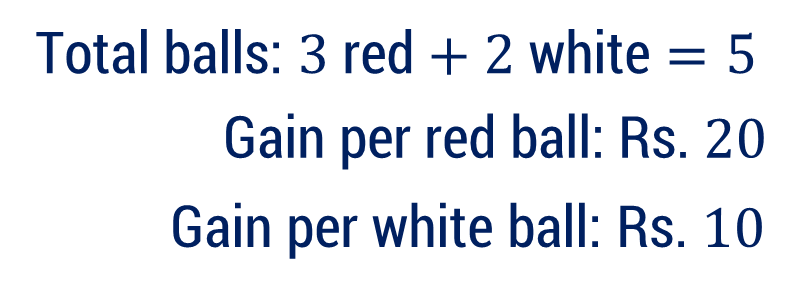 Total balls: 3 red + 2 white = 5
Gain per red ball: Rs. 20
Gain per white ball: Rs. 10